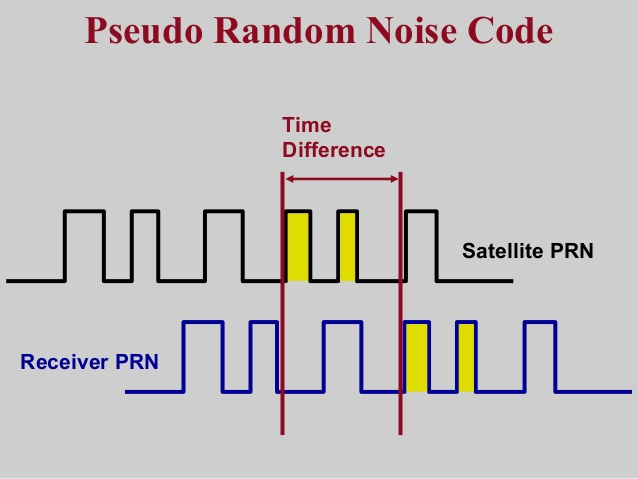 Pseudo Random Noise Code
Time
Difference
Satellite PRN
Receiver PRN